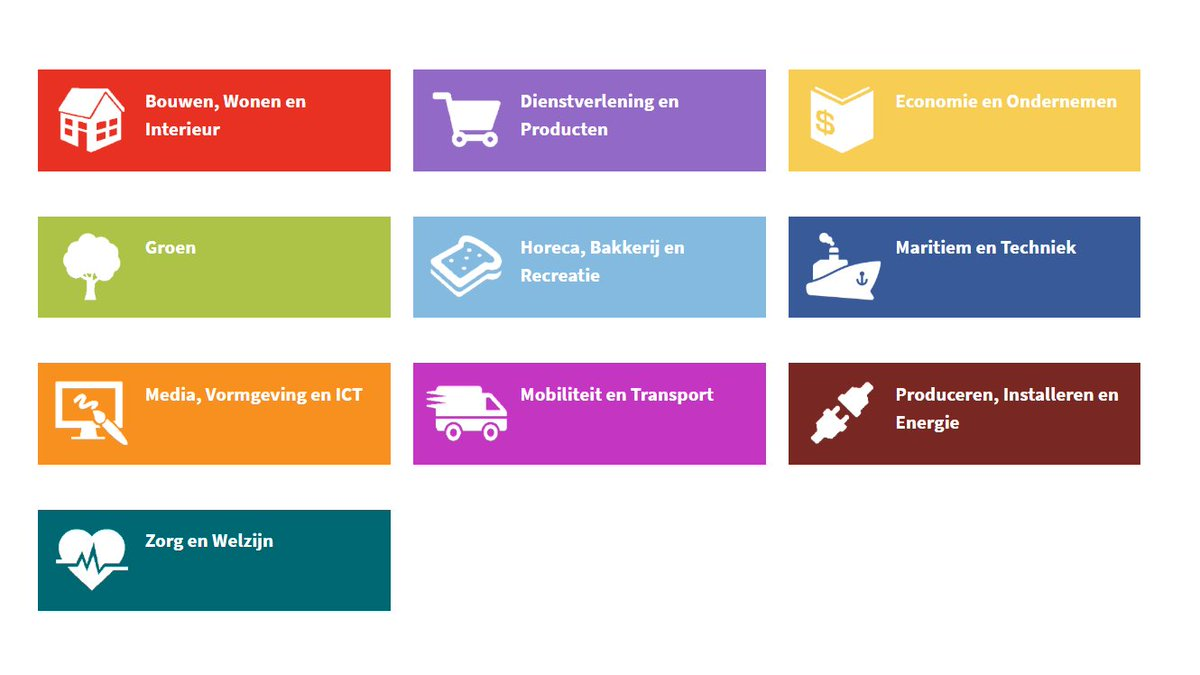 Bouwen, Wonen en
Interieur
Dienstverlening en
Producten
$
Economie en Ondernemen
Groen
Horeca, Bakkerij en
Recreatie
Maritiem en Techniek
Media, Vormgeving en ICT
Mobiliteit en Transport
Produceren, Installeren en
Energie
Zorg en Welzijn